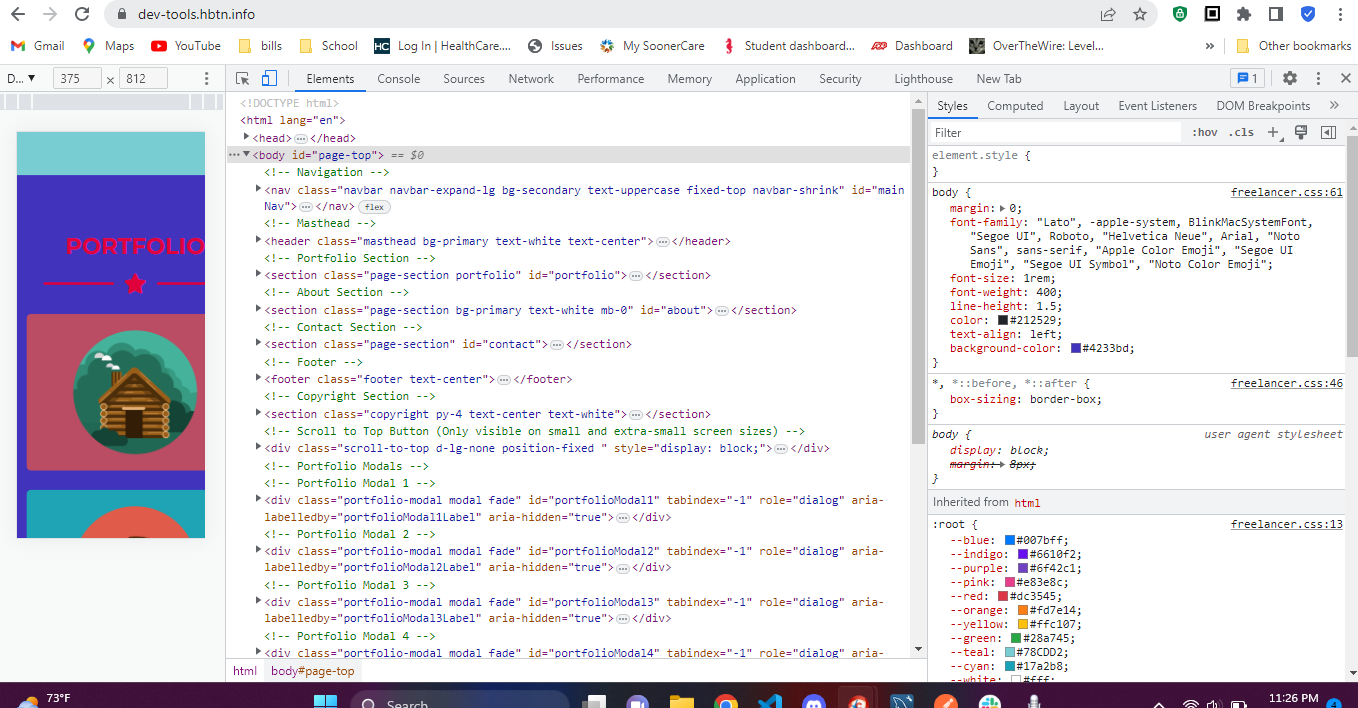 dev-tools.hbtn.info
Gmail Maps YouTube bills School HC Log In | HealthCare.... Issues My SoonerCare Student dashboard... ADP Dashboard OverTheWire: Level... » Other bookmarks
D... ▼ 375 × 812 Elements Console Sources Network Performance Memory Application Security Lighthouse New Tab 1
<!DOCTYPE html>
<html lang="en">
<head>…</head>
<body id="page-top"> == $0
<!-- Navigation -->
<nav class="navbar navbar-expand-lg bg-secondary text-uppercase fixed-top navbar-shrink" id="main
Nav">…</nav> flex
<!-- Masthead -->
<header class="masthead bg-primary text-white text-center">…</header>
<!-- Portfolio Section -->
<section class="page-section portfolio" id="portfolio">…</section>
<!-- About Section -->
<section class="page-section bg-primary text-white mb-0" id="about">…</section>
<!-- Contact Section -->
<section class="page-section" id="contact">…</section>
<!-- Footer -->
<footer class="footer text-center">…</footer>
<!-- Copyright Section -->
<section class="copyright py-4 text-center text-white">…</section>
<!-- Scroll to Top Button (Only visible on small and extra-small screen sizes) -->
<div class="scroll-to-top d-lg-none position-fixed " style="display: block;">…</div>
<!-- Portfolio Modals -->
<!-- Portfolio Modal 1 -->
<div class="portfolio-modal modal fade" id="portfolioModal1" tabindex="-1" role="dialog" aria-
labelledby="portfolioModal1Label" aria-hidden="true">…</div>
<!-- Portfolio Modal 2 -->
<div class="portfolio-modal modal fade" id="portfolioModal2" tabindex="-1" role="dialog" aria-
labelledby="portfolioModal2Label" aria-hidden="true">…</div>
<!-- Portfolio Modal 3 -->
<div class="portfolio-modal modal fade" id="portfolioModal3" tabindex="-1" role="dialog" aria-
labelledby="portfolioModal3Label" aria-hidden="true">…</div>
<!-- Portfolio Modal 4 -->
<div class="portfolio-modal modal fade" id="portfolioModal4" tabindex="-1" role="dialog" aria-
html body#page-top
PORTFOLIO
Styles Computed Layout Event Listeners DOM Breakpoints »
Filter :hov .cls +
element.style {
}
body { freelancer.css:61
margin: 0;
font-family: "Lato", -apple-system, BlinkMacSystemFont,
"Segoe UI", Roboto, "Helvetica Neue", Arial, "Noto
Sans", sans-serif, "Apple Color Emoji", "Segoe UI
Emoji", "Segoe UI Symbol", "Noto Color Emoji";
font-size: 1rem;
font-weight: 400;
line-height: 1.5;
color: #212529;
text-align: left;
background-color: #4233bd;
}
*, *::before, *::after { freelancer.css:46
box-sizing: border-box;
}
body { user agent stylesheet
display: block;
margin: 8px;
}
Inherited from html
:root { freelancer.css:13
--blue: #007bff;
--indigo: #6610f2;
--purple: #6f42c1;
--pink: #e83e8c;
--red: #dc3545;
--orange: #fd7e14;
--yellow: #ffc107;
--green: #28a745;
--teal: #78CDD2;
--cyan: #17a2b8;
--white: #fff;
73°F Search 11:26 PM 4